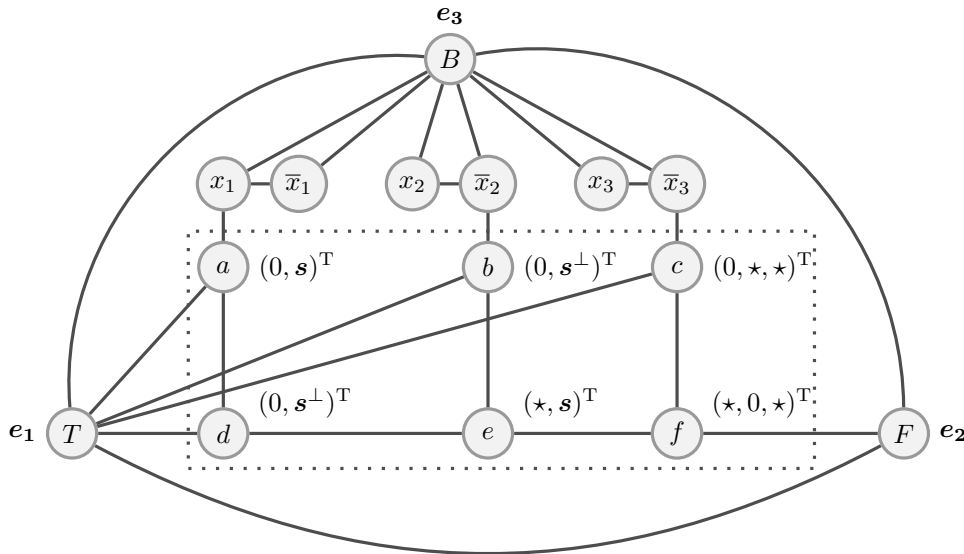 e₃
B
x₁ x̅₁ x₂ x̅₂ x₃ x̅₃
a (0, s)ᵀ b (0, s^⊥)ᵀ c (0, ⋆, ⋆)ᵀ
(0, s^⊥)ᵀ (⋆, s)ᵀ (⋆, 0, ⋆)ᵀ
e₁ T d e f F e₂